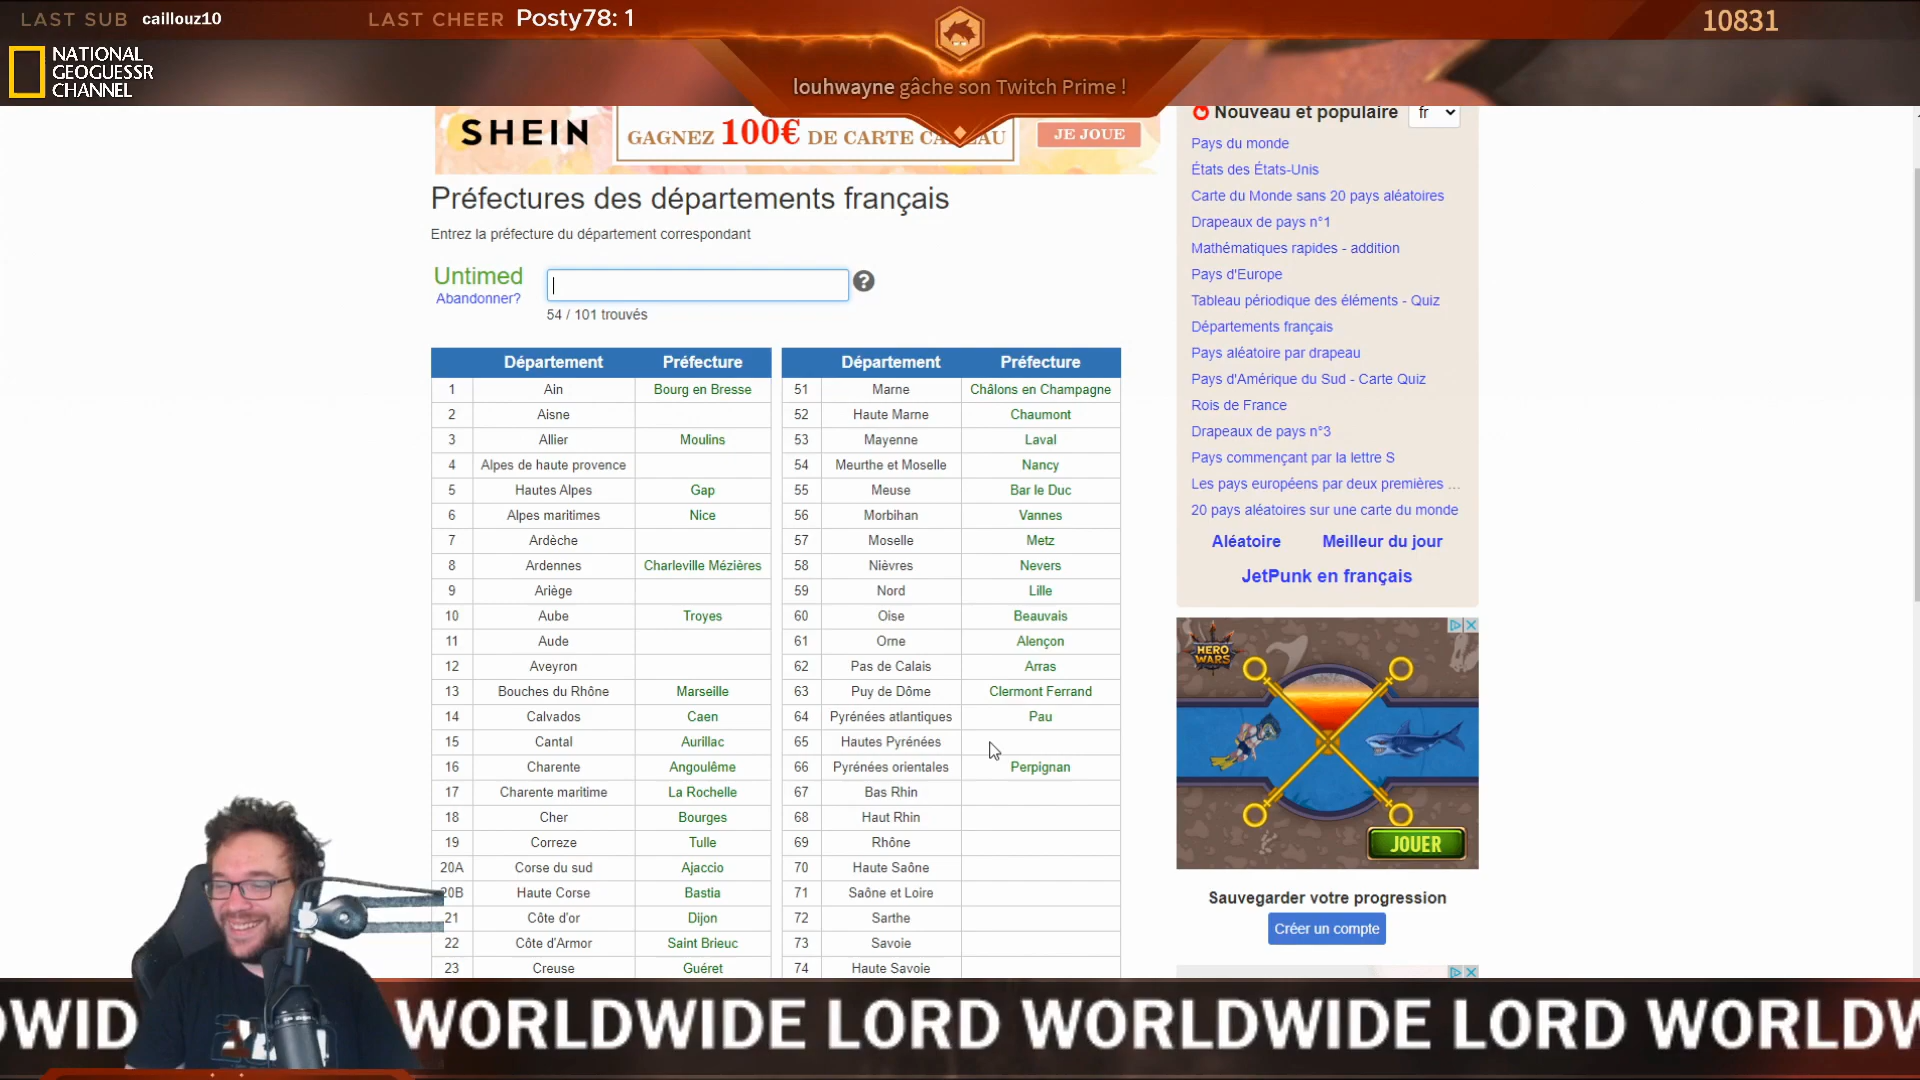 LAST SUB caillouz10
LAST CHEER Posty78: 1
10831
NATIONAL
GEOGUESSR
CHANNEL
louhwayne gâche son Twitch Prime !
SHEIN
GAGNEZ 100€ DE CARTE CADEAU
JE JOUE
Préfectures des départements français
Entrez la préfecture du département correspondant
Untimed
Abandonner?
?
54 / 101 trouvés
Département Préfecture
1 Ain Bourg en Bresse
2 Aisne
3 Allier Moulins
4 Alpes de haute provence
5 Hautes Alpes Gap
6 Alpes maritimes Nice
7 Ardèche
8 Ardennes Charleville Mézières
9 Ariège
10 Aube Troyes
11 Aude
12 Aveyron
13 Bouches du Rhône Marseille
14 Calvados Caen
15 Cantal Aurillac
16 Charente Angoulême
17 Charente maritime La Rochelle
18 Cher Bourges
19 Correze Tulle
20A Corse du sud Ajaccio
20B Haute Corse Bastia
21 Côte d'or Dijon
22 Côte d'Armor Saint Brieuc
23 Creuse Guéret
Département Préfecture
51 Marne Châlons en Champagne
52 Haute Marne Chaumont
53 Mayenne Laval
54 Meurthe et Moselle Nancy
55 Meuse Bar le Duc
56 Morbihan Vannes
57 Moselle Metz
58 Nièvres Nevers
59 Nord Lille
60 Oise Beauvais
61 Orne Alençon
62 Pas de Calais Arras
63 Puy de Dôme Clermont Ferrand
64 Pyrénées atlantiques Pau
65 Hautes Pyrénées
66 Pyrénées orientales Perpignan
67 Bas Rhin
68 Haut Rhin
69 Rhône
70 Haute Saône
71 Saône et Loire
72 Sarthe
73 Savoie
74 Haute Savoie
Nouveau et populaire fr
Pays du monde
États des États-Unis
Carte du Monde sans 20 pays aléatoires
Drapeaux de pays n°1
Mathématiques rapides - addition
Pays d'Europe
Tableau périodique des éléments - Quiz
Départements français
Pays aléatoire par drapeau
Pays d'Amérique du Sud - Carte Quiz
Rois de France
Drapeaux de pays n°3
Pays commençant par la lettre S
Les pays européens par deux premières ...
20 pays aléatoires sur une carte du monde
Aléatoire Meilleur du jour
JetPunk en français
HERO
WARS
JOUER
Sauvegarder votre progression
Créer un compte
OWID WORLDWIDE LORD WORLDWIDE LORD WORLDW